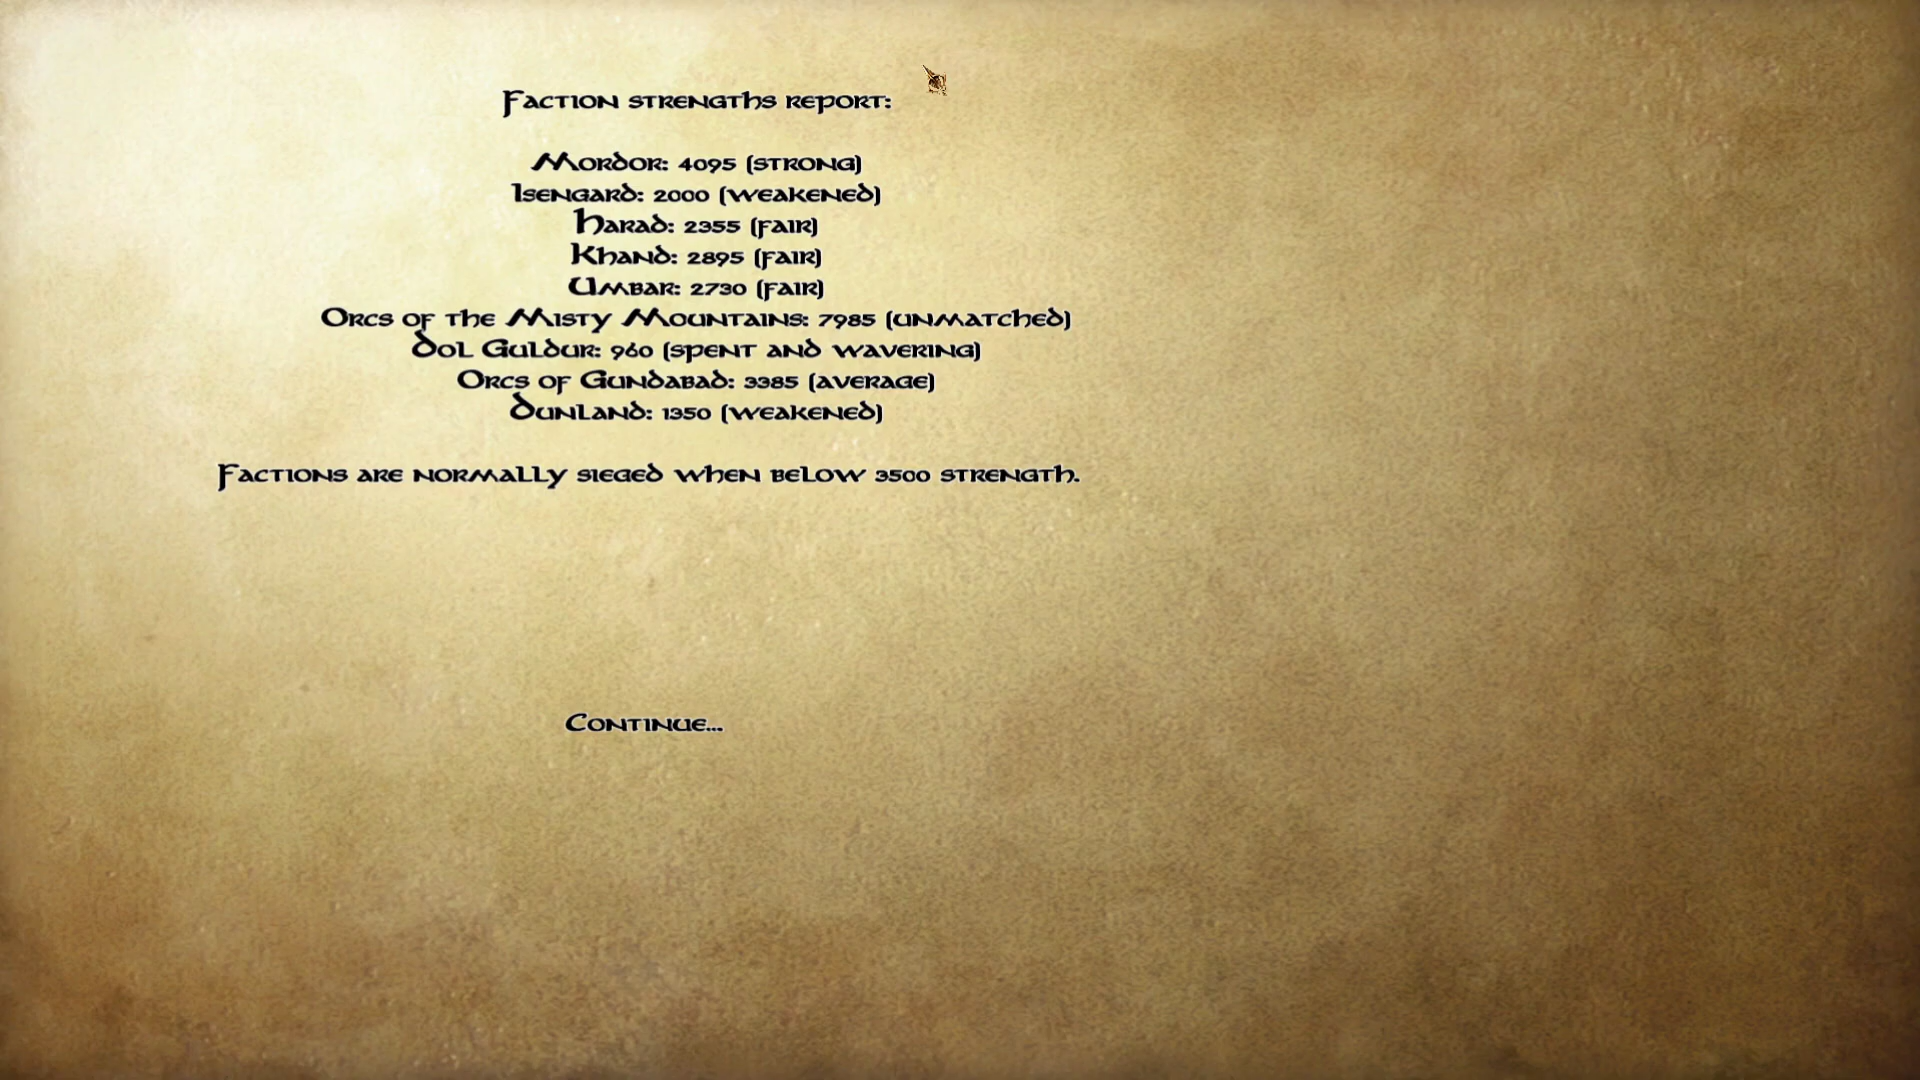 Faction strengths report:
Mordor: 4095 (strong)
Isengard: 2000 (weakened)
Harad: 2355 (fair)
Khand: 2895 (fair)
Umbar: 2730 (fair)
Orcs of the Misty Mountains: 7985 (unmatched)
Dol Guldur: 960 (spent and wavering)
Orcs of Gundabad: 3385 (average)
Dunland: 1350 (weakened)
Factions are normally sieged when below 3500 strength.
Continue...